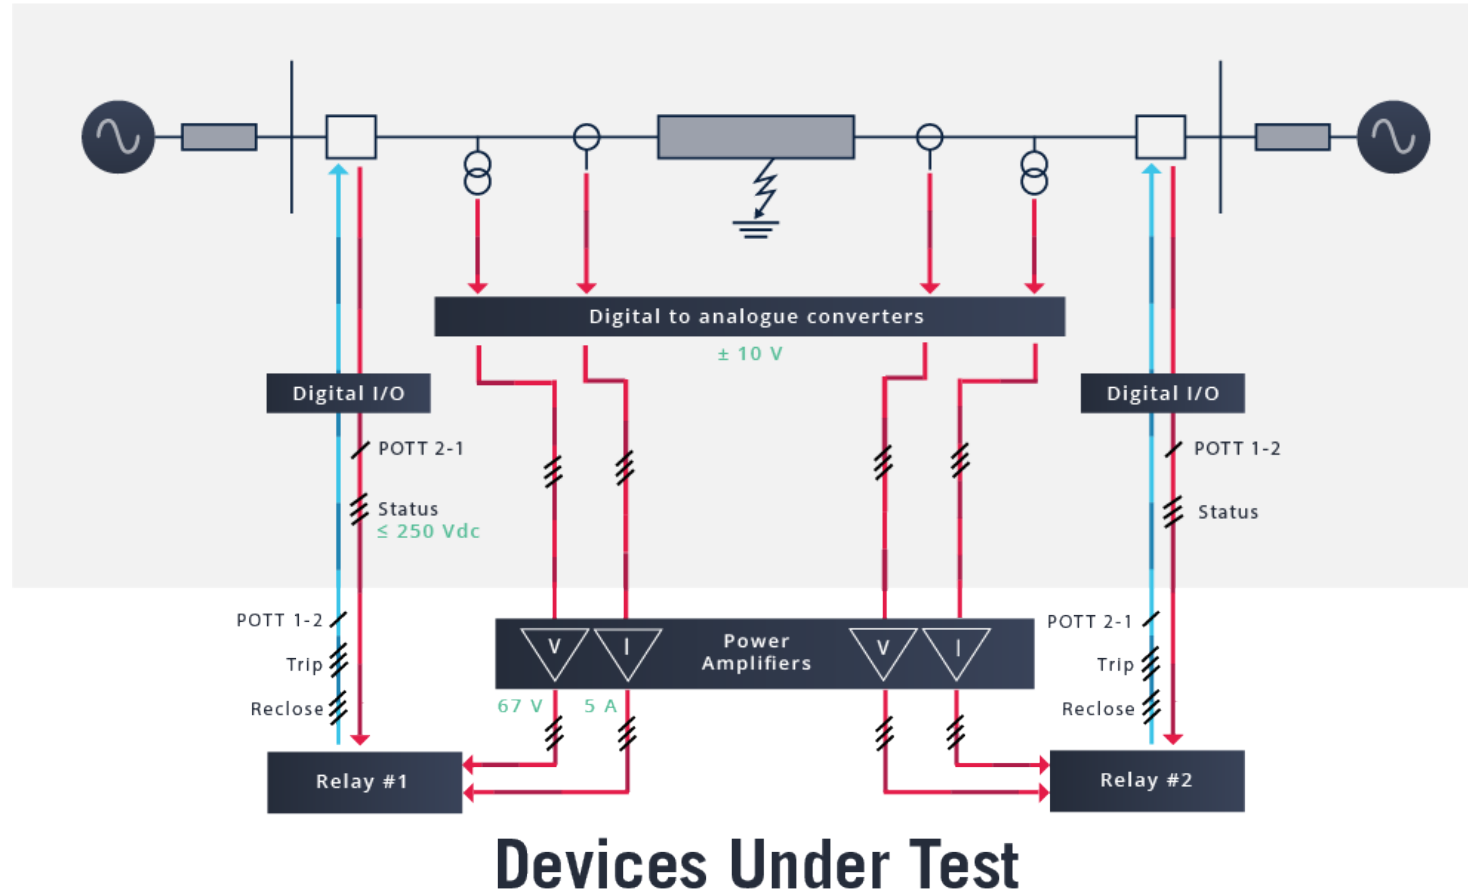 Digital to analogue converters
± 10 V
Digital I/O
Digital I/O
POTT 2-1
POTT 1-2
Status
≤ 250 Vdc
Status
POTT 1-2
Trip
Reclose
V
I
Power
Amplifiers
V
I
POTT 2-1
Trip
Reclose
67 V
5 A
Relay #1
Relay #2
Devices Under Test